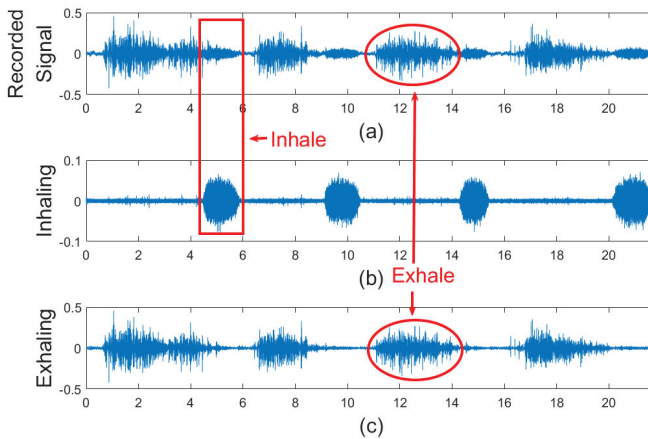 Recorded
Signal
0.5
0
-0.5
0 2 4 6 8 10 12 14 16 18 20
(a)
Inhale
Inhaling
0.1
0
-0.1
0 2 4 6 8 10 12 14 16 18 20
(b)
Exhale
Exhaling
0.5
0
-0.5
0 2 4 6 8 10 12 14 16 18 20
(c)